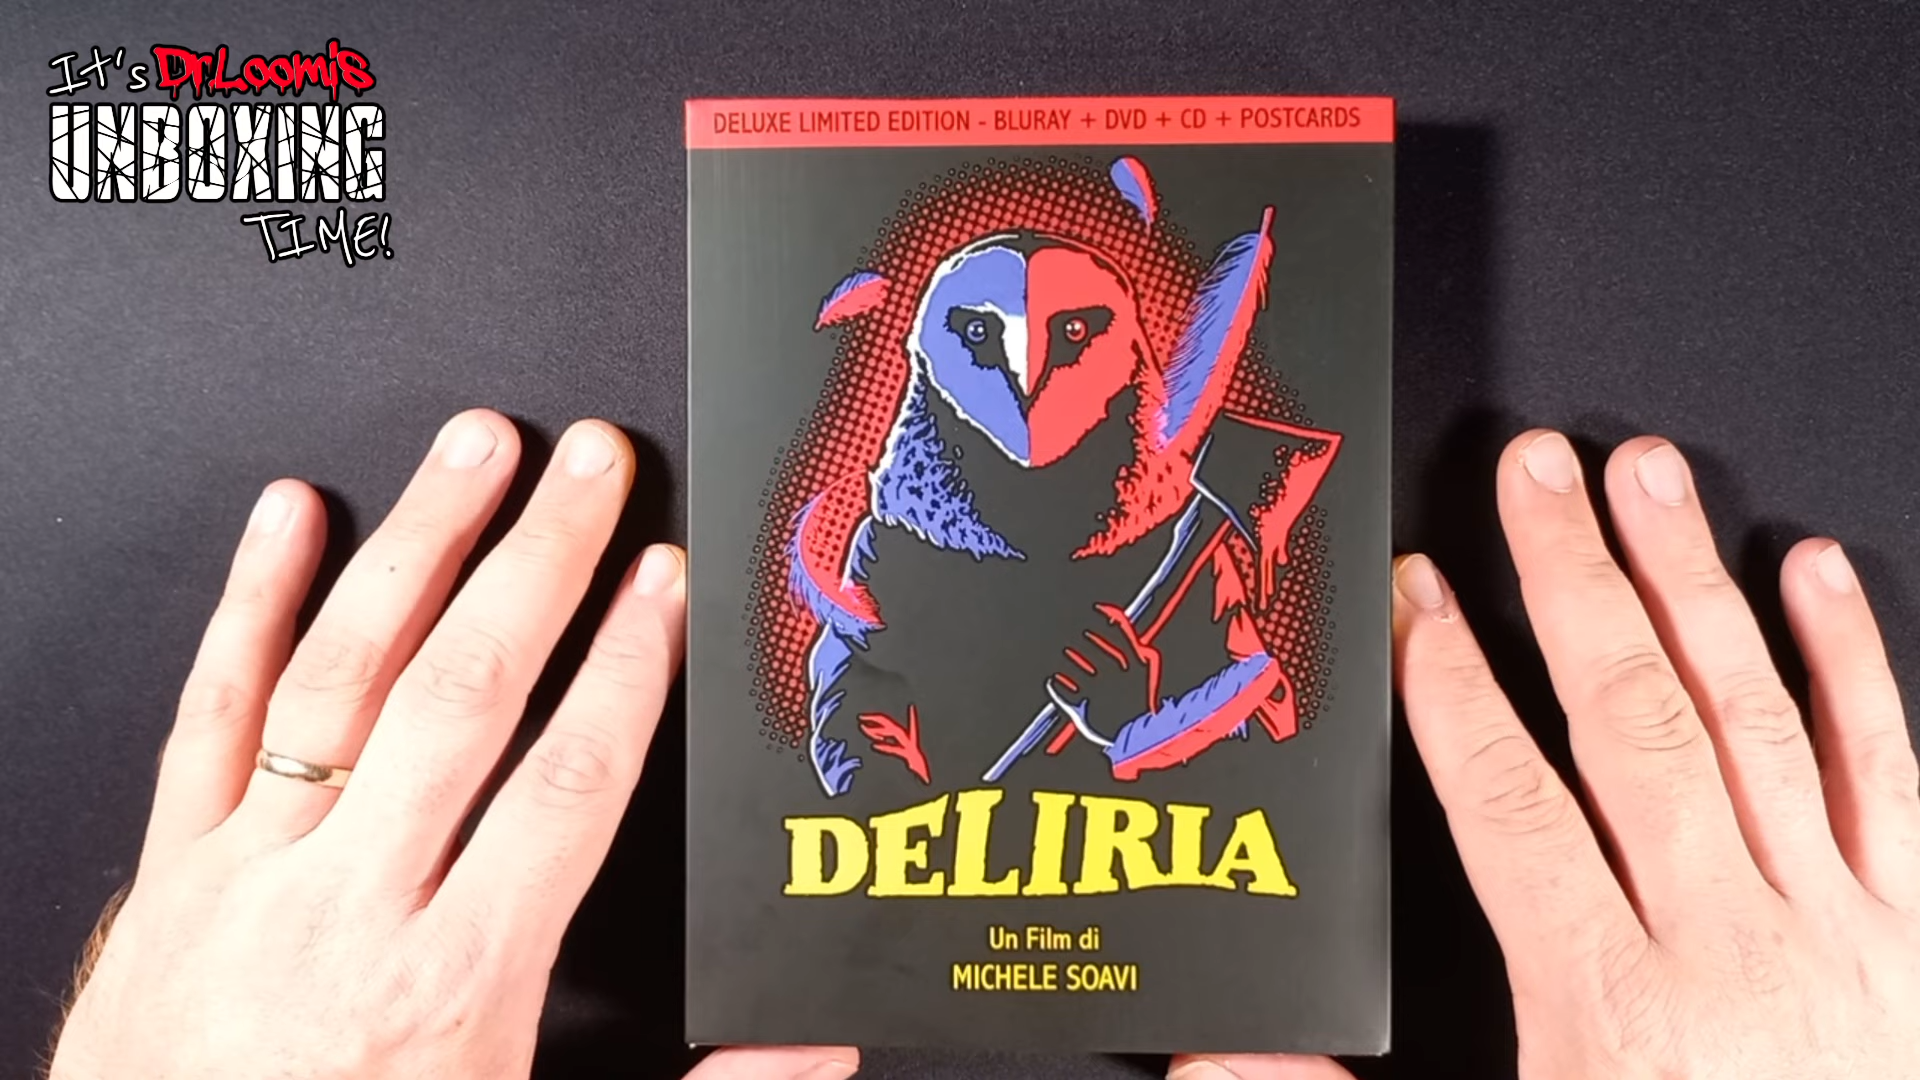 It's Dr.Loomis
UNBOXING
TIME!
DELUXE LIMITED EDITION - BLURAY + DVD + CD + POSTCARDS
DELIRIA
Un Film di
MICHELE SOAVI